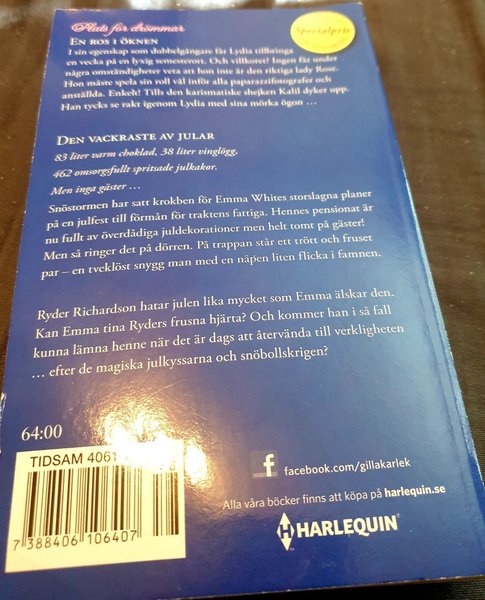 Plats för drömmar
Specialpris
EN ROS I ÖKNEN
I sin egenskap som dubbelgångare får Lydia tillbringa
en vecka på en lyxig semesterort. Och villkoret? Ingen får under
några omständigheter veta att hon inte är den riktiga lady Rose.
Hon måste spela sin roll väl inför alla paparazzifotografer och
anställda. Enkelt! Tills den karismatiske shejken Kalil dyker upp.
Han tycks se rakt igenom Lydia med sina mörka ögon ...
DEN VACKRASTE AV JULAR
83 liter varm choklad, 38 liter vinglögg,
462 omsorgsfullt spritsade julkakor.
Men inga gäster ...
Snöstormen har satt krokben för Emma Whites storslagna planer
på en julfest till förmån för traktens fattiga. Hennes pensionat är
nu fullt av överdådiga juldekorationer men helt tomt på gäster!
Men så ringer det på dörren. På trappan står ett trött och fruset
par – en tveklöst snygg man med en näpen liten flicka i famnen.
Ryder Richardson hatar julen lika mycket som Emma älskar den.
Kan Emma tina Ryders frusna hjärta? Och kommer han i så fall
kunna lämna henne när det är dags att återvända till verkligheten
... efter de magiska julkyssarna och snöbollskrigen?
64:00
TIDSAM 4061
7 388406 106407
facebook.com/gillakarlek
Alla våra böcker finns att köpa på harlequin.se
HARLEQUIN®